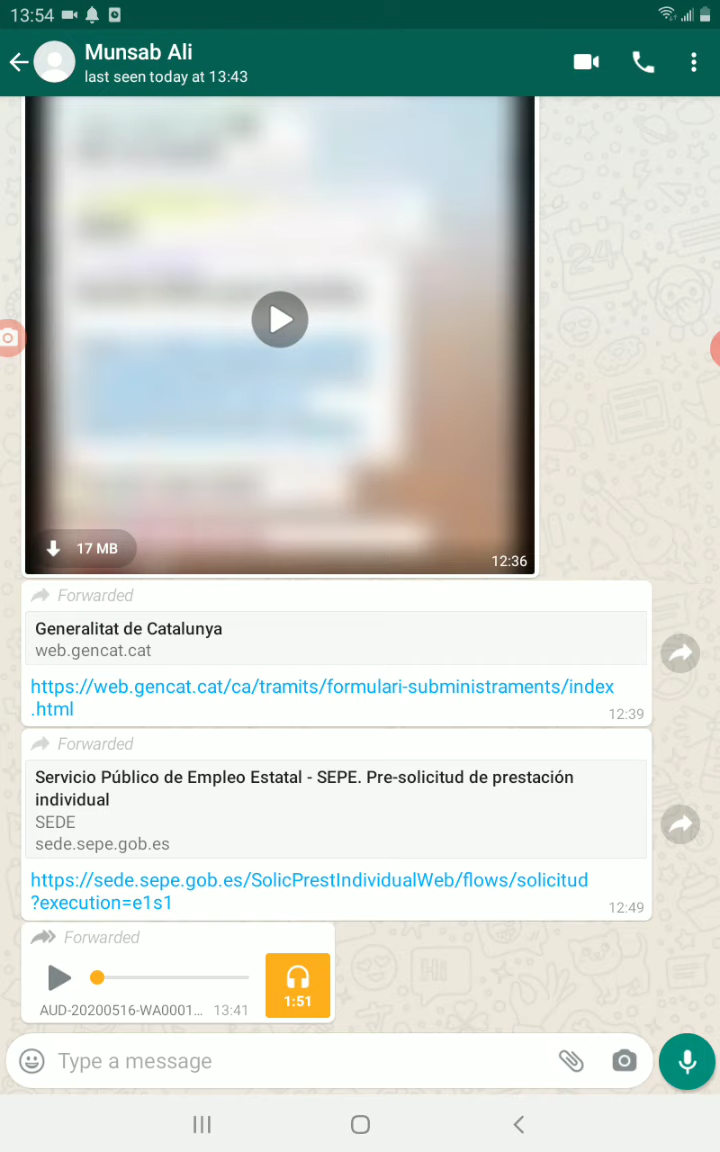 13:54
Munsab Ali
last seen today at 13:43
17 MB
12:36
Forwarded
Generalitat de Catalunya
web.gencat.cat
https://web.gencat.cat/ca/tramits/formulari-subministraments/index
.html
12:39
Forwarded
Servicio Público de Empleo Estatal - SEPE. Pre-solicitud de prestación
individual
SEDE
sede.sepe.gob.es
https://sede.sepe.gob.es/SolicPrestIndividualWeb/flows/solicitud
?execution=e1s1
12:49
Forwarded
1:51
AUD-20200516-WA0001... 13:41
Type a message